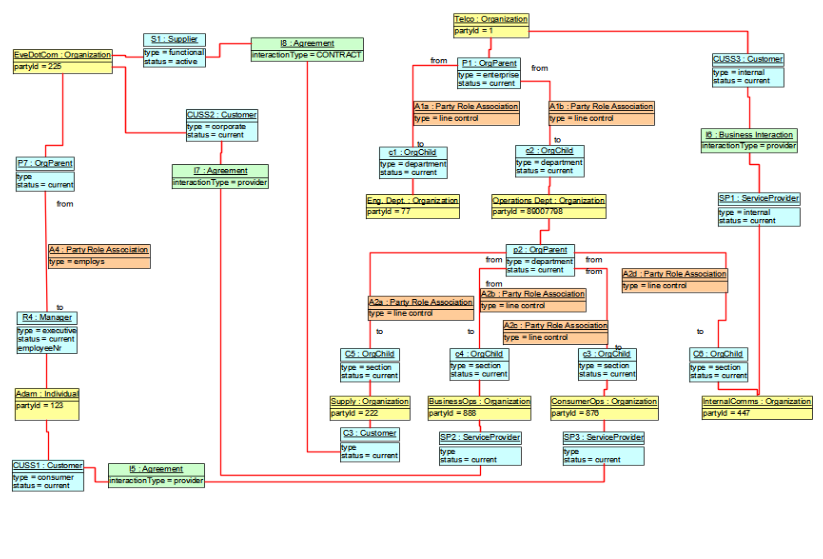 Telco : Organization
partyId = 1
S1 : Supplier
type = functional
status = active
I8 : Agreement
interactionType = CONTRACT
EveDotCom : Organization
partyId = 225
P1 : OrgParent
type = enterprise
status = current
from
from
CUSS3 : Customer
type = internal
status = current
A1a : Party Role Association
type = line control
A1b : Party Role Association
type = line control
CUSS2 : Customer
type = corporate
status = current
I6 : Business Interaction
interactionType = provider
to
to
c1 : OrgChild
type = department
status = current
c2 : OrgChild
type = department
status = current
P7 : OrgParent
type
status = current
I7 : Agreement
interactionType = provider
from
Eng. Dept. : Organization
partyId = 77
Operations Dept : Organization
partyId = 89007798
SP1 : ServiceProvider
type = internal
status = current
A4 : Party Role Association
type = employs
p2 : OrgParent
type = department
status = current
from
from
from
from
A2d : Party Role Association
type = line control
A2a : Party Role Association
type = line control
A2b : Party Role Association
type = line control
A2c : Party Role Association
type = line control
to
R4 : Manager
type = executive
status = current
employeeNr
to
to
to
to
C5 : OrgChild
type = section
status = current
c4 : OrgChild
type = section
status = current
c3 : OrgChild
type = section
status = current
C6 : OrgChild
type = section
status = current
Adam : Individual
partyId = 123
Supply : Organization
partyId = 222
BusinessOps : Organization
partyId = 888
ConsumerOps : Organization
partyId = 876
InternalComms : Organization
partyId = 447
C3 : Customer
type
status = current
SP2 : ServiceProvider
type
status = current
SP3 : ServiceProvider
type
status = current
CUSS1 : Customer
type = consumer
status = current
I5 : Agreement
interactionType = provider